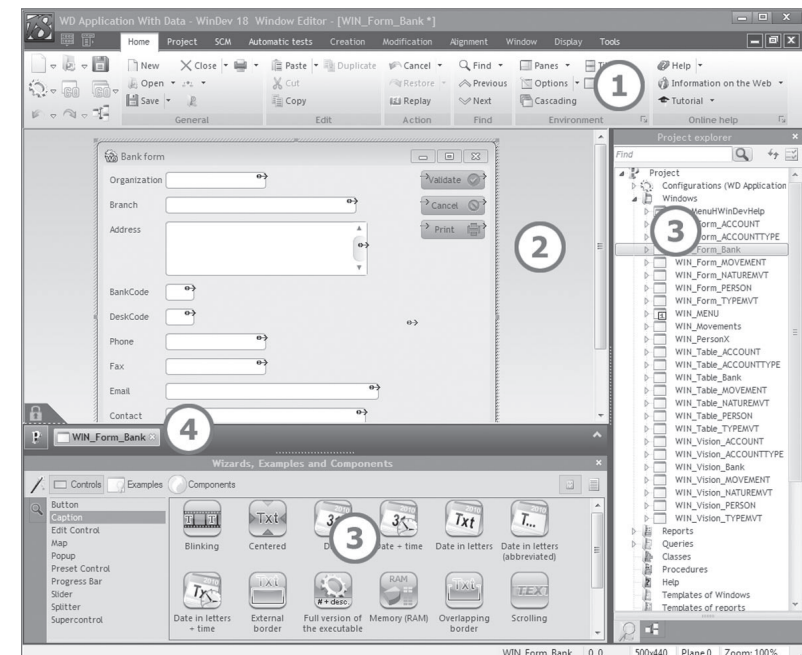 WD Application With Data - WinDev 18 Window Editor - [WIN_Form_Bank *]
Home Project SCM Automatic tests Creation Modification Alignment Window Display Tools
New Close Paste Duplicate Cancel Find Panes Help
Open Cut Restore Previous Options Information on the Web
Save Copy Replay Next Cascading Tutorial
General Edit Action Find Environment Online help
1
Project explorer
Find
Project
Configurations (WD Application
Windows
MenuHWinDevHelp
Form_ACCOUNT
Form_ACCOUNTTYPE
Form_Bank
WIN_Form_MOVEMENT
WIN_Form_NATUREMVT
WIN_Form_PERSON
WIN_Form_TYPEMVT
WIN_MENU
WIN_Movements
WIN_PersonX
WIN_Table_ACCOUNT
WIN_Table_ACCOUNTTYPE
WIN_Table_Bank
WIN_Table_MOVEMENT
WIN_Table_NATUREMVT
WIN_Table_PERSON
WIN_Table_TYPEMVT
WIN_Vision_ACCOUNT
WIN_Vision_ACCOUNTTYPE
WIN_Vision_Bank
WIN_Vision_MOVEMENT
WIN_Vision_NATUREMVT
WIN_Vision_PERSON
WIN_Vision_TYPEMVT
Reports
Queries
Classes
Procedures
Help
Templates of Windows
Templates of reports
3
Bank form
Organization
Branch
Address
BankCode
DeskCode
Phone
Fax
Email
Contact
Validate
Cancel
Print
2
WIN_Form_Bank
4
Wizards, Examples and Components
Controls Examples Components
Button
Caption
Edit Control
Map
Popup
Preset Control
Progress Bar
Slider
Splitter
Supercontrol
Txt 2010 2010 2010 Txt 2010 T...
Blinking Centered Date + time Date in letters Date in letters
(abbreviated)
3
2010 TXT N + desc. RAM Txt TEXT
Date in letters
+ time
External
border
Full version of
the executable
Memory (RAM)
Overlapping
border
Scrolling
WIN_Form_Bank 0,0 500x440 Plane 0 Zoom: 100%